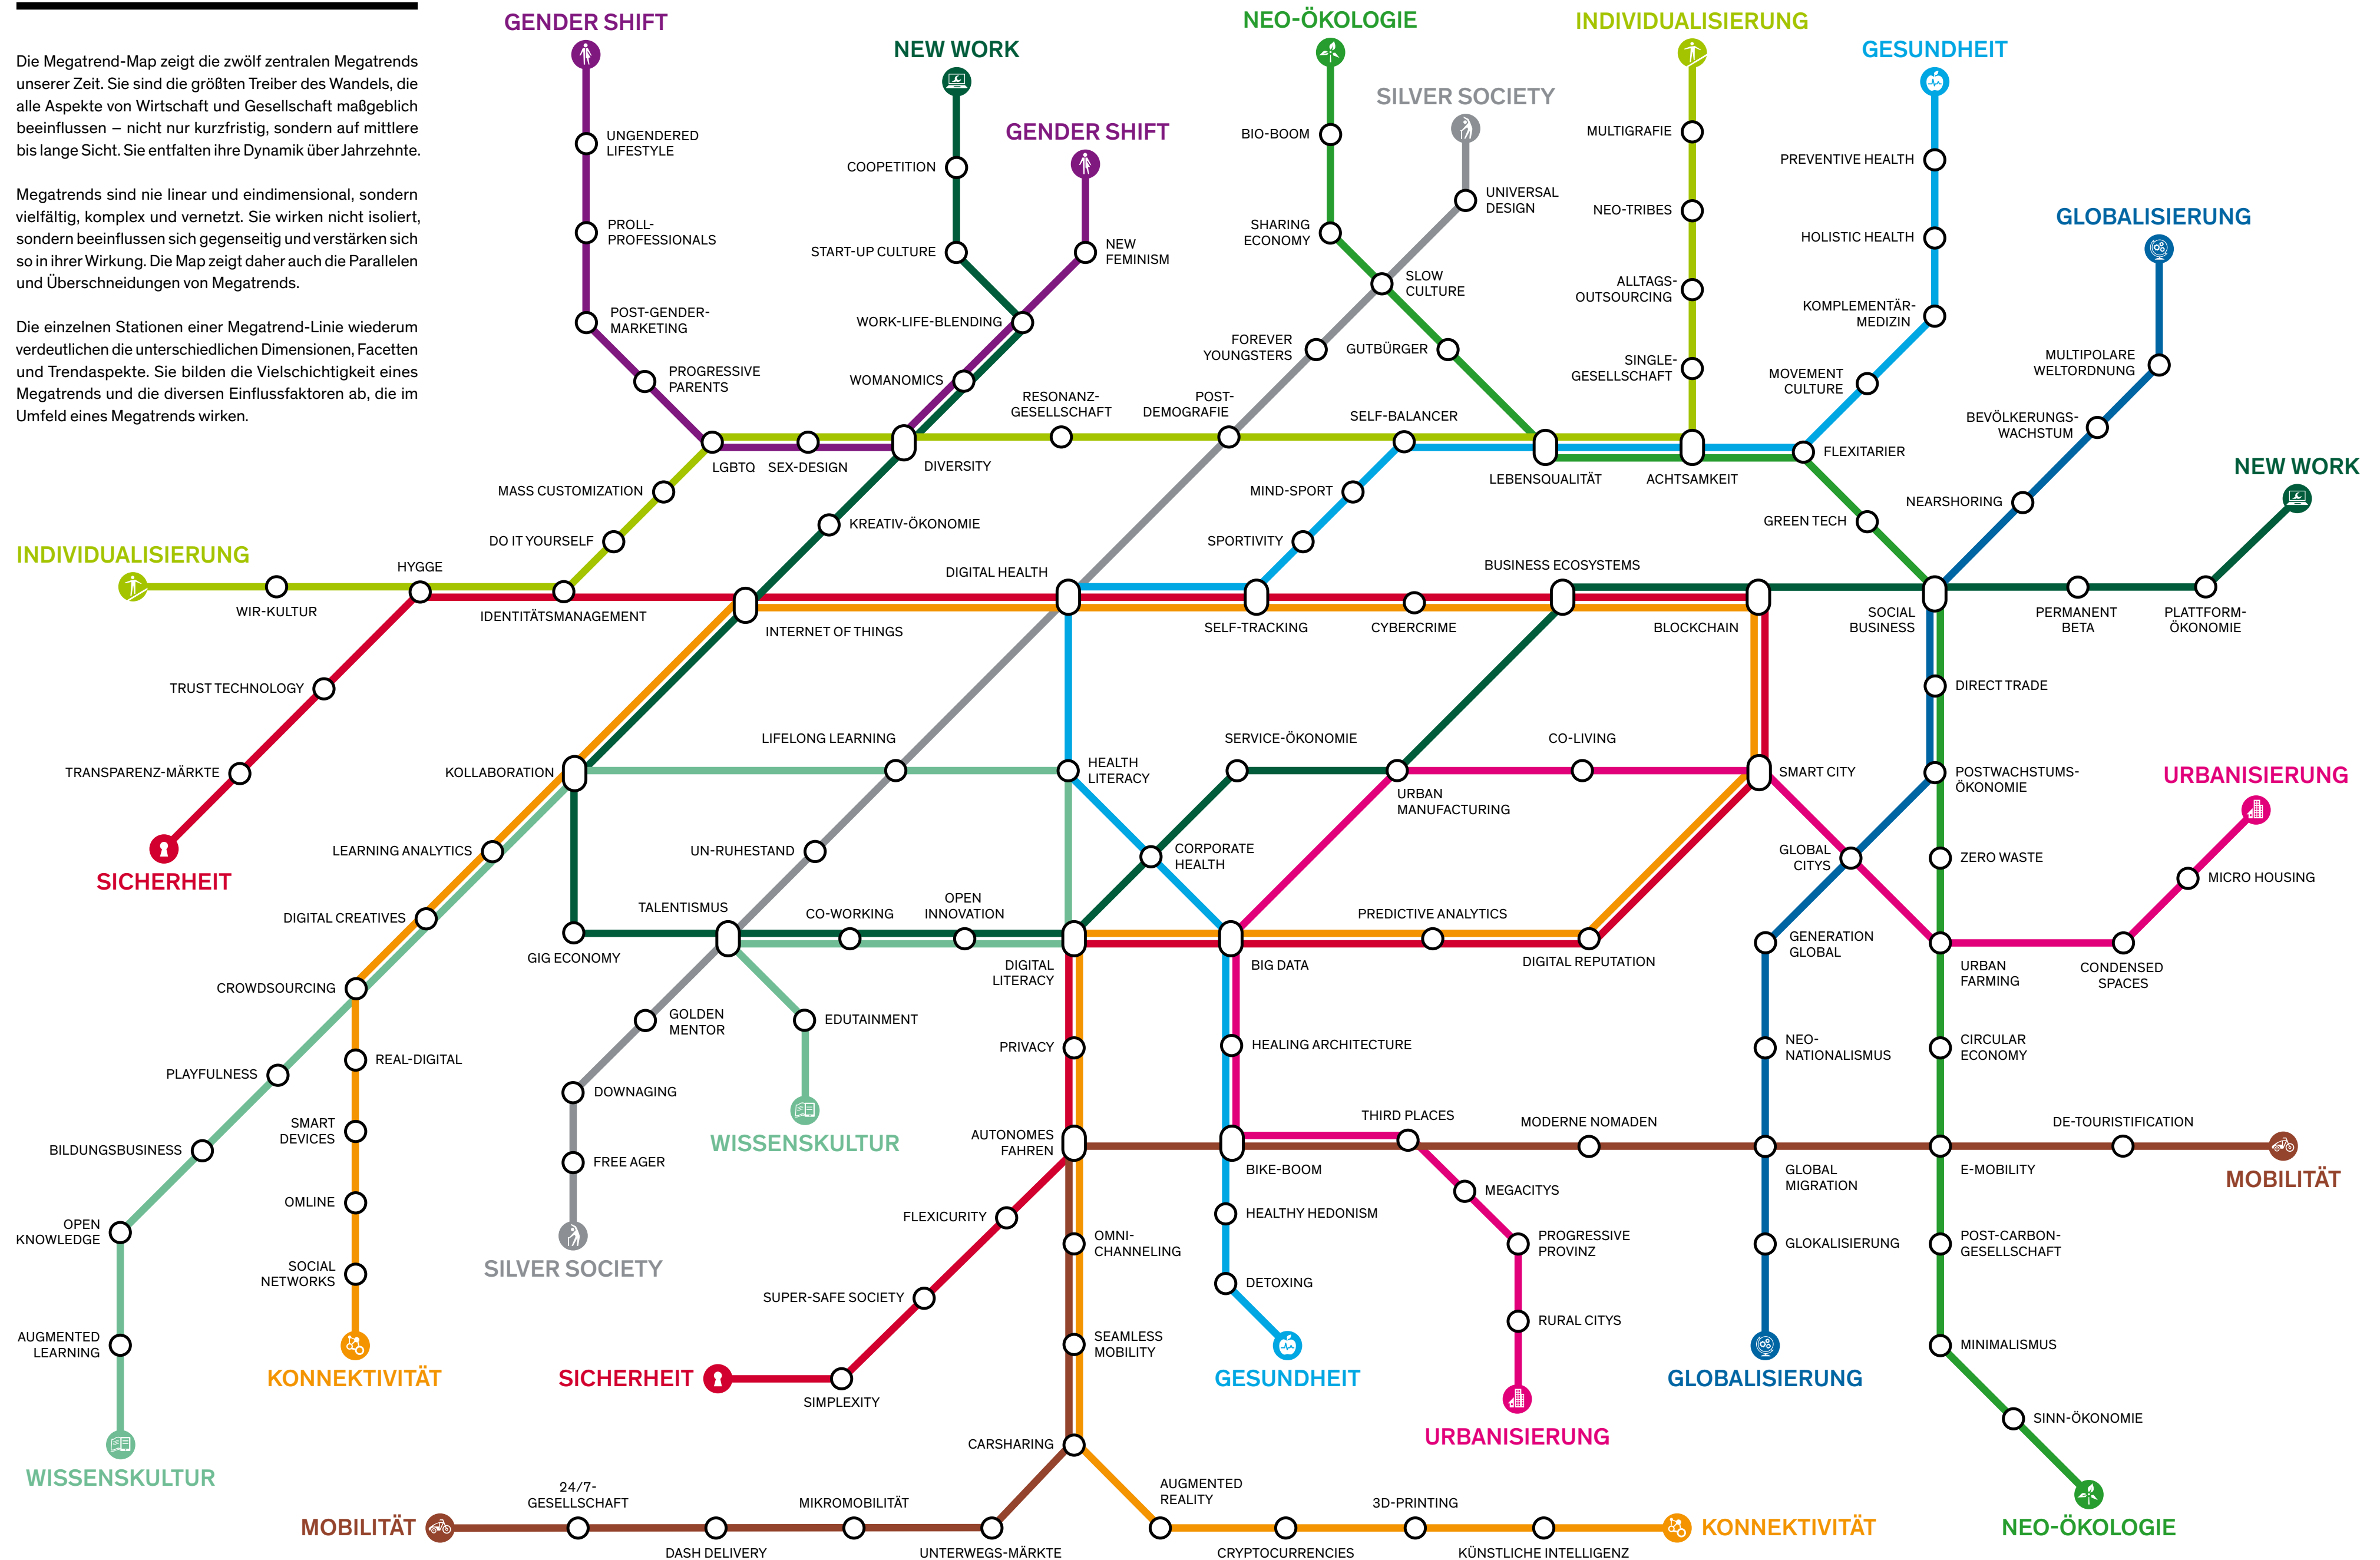 Die Megatrend-Map zeigt die zwölf zentralen Megatrends
unserer Zeit. Sie sind die größten Treiber des Wandels, die
alle Aspekte von Wirtschaft und Gesellschaft maßgeblich
beeinflussen – nicht nur kurzfristig, sondern auf mittlere
bis lange Sicht. Sie entfalten ihre Dynamik über Jahrzehnte.
Megatrends sind nie linear und eindimensional, sondern
vielfältig, komplex und vernetzt. Sie wirken nicht isoliert,
sondern beeinflussen sich gegenseitig und verstärken sich
so in ihrer Wirkung. Die Map zeigt daher auch die Parallelen
und Überschneidungen von Megatrends.
Die einzelnen Stationen einer Megatrend-Linie wiederum
verdeutlichen die unterschiedlichen Dimensionen, Facetten
und Trendaspekte. Sie bilden die Vielschichtigkeit eines
Megatrends und die diversen Einflussfaktoren ab, die im
Umfeld eines Megatrends wirken.
GENDER SHIFT
UNGENDERED
LIFESTYLE
PROLL-
PROFESSIONALS
POST-GENDER-
MARKETING
PROGRESSIVE
PARENTS
NEW WORK
COOPETITION
START-UP CULTURE
GENDER SHIFT
NEW
FEMINISM
WORK-LIFE-BLENDING
WOMANOMICS
NEO-ÖKOLOGIE
BIO-BOOM
SHARING
ECONOMY
SILVER SOCIETY
UNIVERSAL
DESIGN
SLOW
CULTURE
FOREVER
YOUNGSTERS
GUTBÜRGER
INDIVIDUALISIERUNG
MULTIGRAFIE
NEO-TRIBES
ALLTAGS-
OUTSOURCING
SINGLE-
GESELLSCHAFT
GESUNDHEIT
PREVENTIVE HEALTH
HOLISTIC HEALTH
KOMPLEMENTÄR-
MEDIZIN
MOVEMENT
CULTURE
GLOBALISIERUNG
MULTIPOLARE
WELTORDNUNG
BEVÖLKERUNGS-
WACHSTUM
NEARSHORING
NEW WORK
LGBTQ
SEX-DESIGN
DIVERSITY
RESONANZ-
GESELLSCHAFT
POST-
DEMOGRAFIE
SELF-BALANCER
LEBENSQUALITÄT
ACHTSAMKEIT
FLEXITARIER
MASS CUSTOMIZATION
DO IT YOURSELF
KREATIV-ÖKONOMIE
MIND-SPORT
SPORTIVITY
GREEN TECH
INDIVIDUALISIERUNG
WIR-KULTUR
HYGGE
IDENTITÄTSMANAGEMENT
INTERNET OF THINGS
DIGITAL HEALTH
SELF-TRACKING
CYBERCRIME
BUSINESS ECOSYSTEMS
BLOCKCHAIN
SOCIAL
BUSINESS
PERMANENT
BETA
PLATTFORM-
ÖKONOMIE
TRUST TECHNOLOGY
TRANSPARENZ-MÄRKTE
SICHERHEIT
DIRECT TRADE
KOLLABORATION
LIFELONG LEARNING
HEALTH
LITERACY
SERVICE-ÖKONOMIE
URBAN
MANUFACTURING
CO-LIVING
SMART CITY
POSTWACHSTUMS-
ÖKONOMIE
URBANISIERUNG
LEARNING ANALYTICS
UN-RUHESTAND
CORPORATE
HEALTH
GLOBAL
CITYS
ZERO WASTE
MICRO HOUSING
DIGITAL CREATIVES
GIG ECONOMY
TALENTISMUS
CO-WORKING
OPEN
INNOVATION
DIGITAL
LITERACY
BIG DATA
PREDICTIVE ANALYTICS
DIGITAL REPUTATION
GENERATION
GLOBAL
URBAN
FARMING
CONDENSED
SPACES
CROWDSOURCING
GOLDEN
MENTOR
EDUTAINMENT
PRIVACY
HEALING ARCHITECTURE
NEO-
NATIONALISMUS
CIRCULAR
ECONOMY
PLAYFULNESS
REAL-DIGITAL
DOWNAGING
WISSENSKULTUR
SMART
DEVICES
BILDUNGSBUSINESS
FREE AGER
AUTONOMES
FAHREN
BIKE-BOOM
THIRD PLACES
MODERNE NOMADEN
GLOBAL
MIGRATION
E-MOBILITY
DE-TOURISTIFICATION
MOBILITÄT
OMLINE
OPEN
KNOWLEDGE
SOCIAL
NETWORKS
SILVER SOCIETY
FLEXICURITY
OMNI-
CHANNELING
HEALTHY HEDONISM
MEGACITYS
PROGRESSIVE
PROVINZ
GLOKALISIERUNG
POST-CARBON-
GESELLSCHAFT
SUPER-SAFE SOCIETY
DETOXING
RURAL CITYS
AUGMENTED
LEARNING
KONNEKTIVITÄT
SICHERHEIT
SIMPLEXITY
SEAMLESS
MOBILITY
GESUNDHEIT
URBANISIERUNG
GLOBALISIERUNG
MINIMALISMUS
SINN-ÖKONOMIE
WISSENSKULTUR
CARSHARING
MOBILITÄT
24/7-
GESELLSCHAFT
DASH DELIVERY
MIKROMOBILITÄT
UNTERWEGS-MÄRKTE
AUGMENTED
REALITY
CRYPTOCURRENCIES
3D-PRINTING
KÜNSTLICHE INTELLIGENZ
KONNEKTIVITÄT
NEO-ÖKOLOGIE